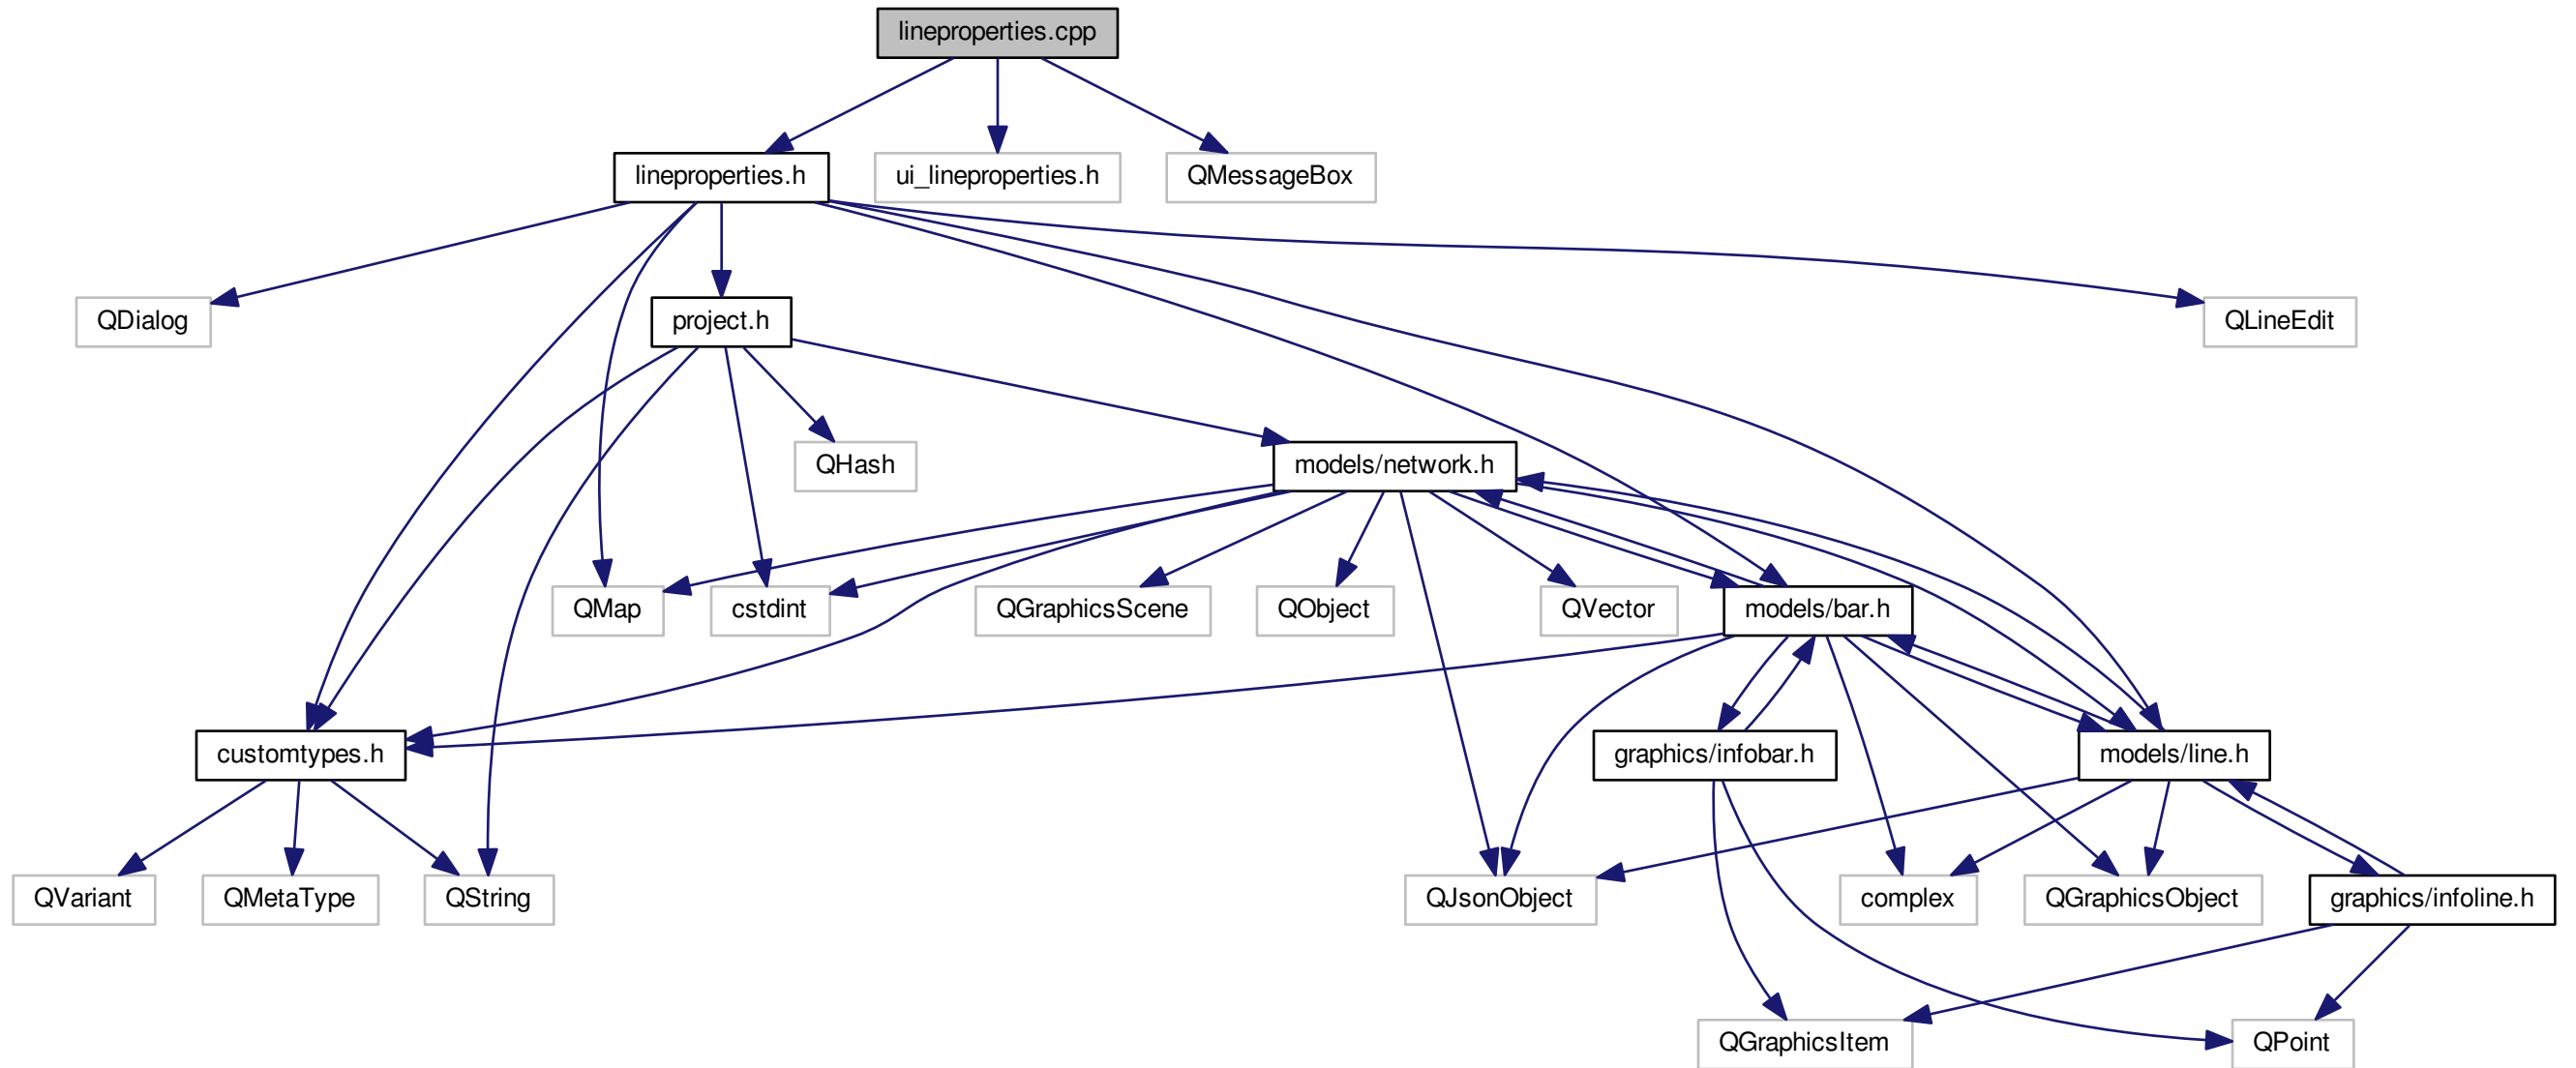 lineproperties.cpp
lineproperties.h
ui_lineproperties.h
QMessageBox
QDialog
project.h
QLineEdit
QHash
models/network.h
QMap
cstdint
QGraphicsScene
QObject
QVector
models/bar.h
customtypes.h
graphics/infobar.h
models/line.h
QVariant
QMetaType
QString
QJsonObject
complex
QGraphicsObject
graphics/infoline.h
QGraphicsItem
QPoint